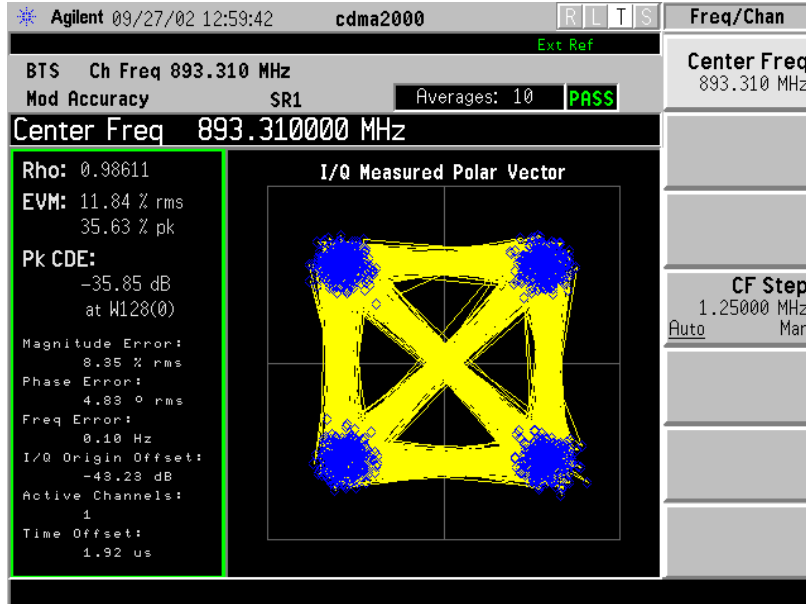 Agilent 09/27/02 12:59:42 cdma2000 R L T S Freq/Chan
Ext Ref
BTS Ch Freq 893.310 MHz
Mod Accuracy SR1 Averages: 10 PASS
Center Freq 893.310000 MHz
Rho: 0.98611
EVM: 11.84 % rms
35.63 % pk
Pk CDE:
-35.85 dB
at W128(0)
Magnitude Error:
8.35 % rms
Phase Error:
4.83 º rms
Freq Error:
0.10 Hz
I/Q Origin Offset:
-43.23 dB
Active Channels:
1
Time Offset:
1.92 us
I/Q Measured Polar Vector
Center Freq
893.310 MHz
CF Step
1.25000 MHz
Auto Man